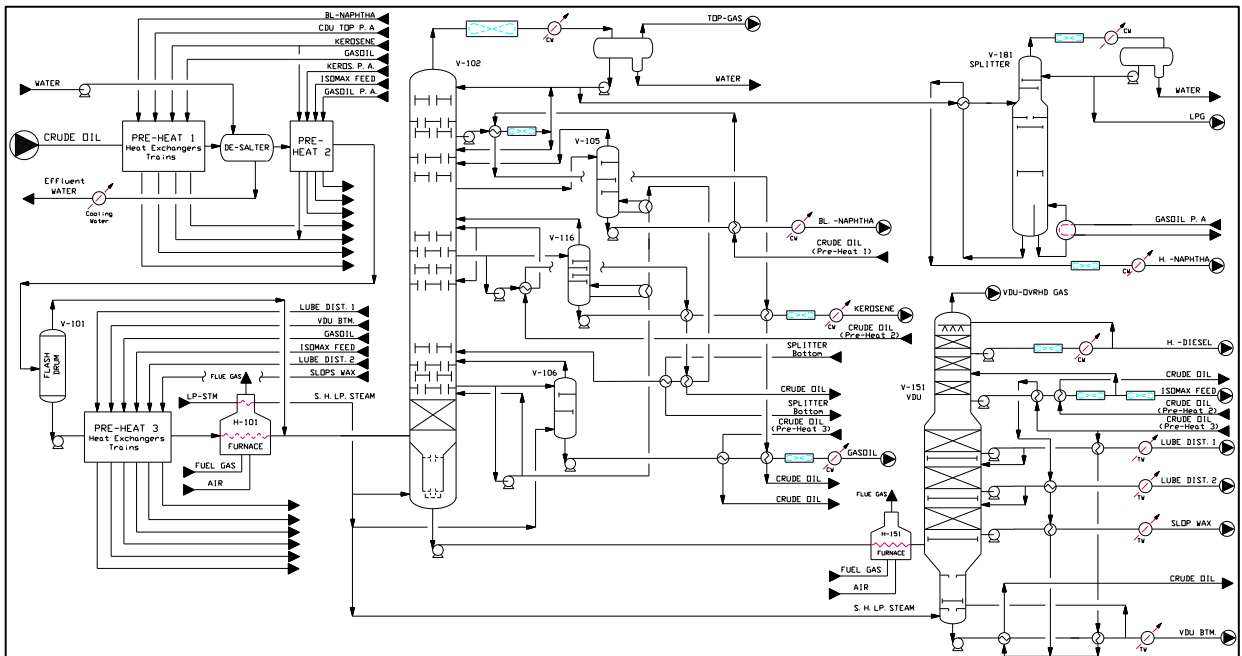 BL-NAPHTHA
CDU TOP P. A
KEROSENE
GASOIL
KEROS. P. A.
ISOMAX FEED
GASOIL P. A.
WATER
CRUDE OIL
PRE-HEAT 1
Heat Exchangers
Trains
DE-SALTER
PRE-
HEAT 2
Effluent
WATER
Cooling
Water
V-101
FLASH
DRUM
LUBE DIST. 1
VDU BTM.
GASOIL
ISOMAX FEED
LUBE DIST. 2
SLOPS WAX
FLUE GAS
LP-STM
S. H. LP. STEAM
PRE-HEAT 3
Heat Exchangers
Trains
H-101
FURNACE
FUEL GAS
AIR
V-102
CW
TOP-GAS
WATER
V-105
CW
BL. -NAPHTHA
CRUDE OIL
(Pre-Heat 1)
V-116
CW
KEROSENE
CRUDE OIL
(Pre-Heat 2)
SPLITTER
Bottom
V-106
CRUDE OIL
SPLITTER
Bottom
CRUDE OIL
(Pre-Heat 3)
CW
GASOIL
CRUDE OIL
CRUDE OIL
V-181
SPLITTER
CW
WATER
LPG
GASOIL P. A
CW
H. -NAPHTHA
VDU-OVRHD GAS
V-151
VDU
CW
H. -DIESEL
CRUDE OIL
ISOMAX FEED
CRUDE OIL
(Pre-Heat 2)
CRUDE OIL
(Pre-Heat 3)
LUBE DIST. 1
TW
LUBE DIST. 2
TW
SLOP WAX
TW
FLUE GAS
H-151
FURNACE
FUEL GAS
AIR
S. H. LP. STEAM
CRUDE OIL
VDU BTM.
TW